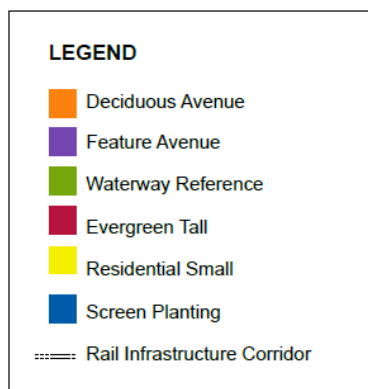 LEGEND
Deciduous Avenue
Feature Avenue
Waterway Reference
Evergreen Tall
Residential Small
Screen Planting
Rail Infrastructure Corridor